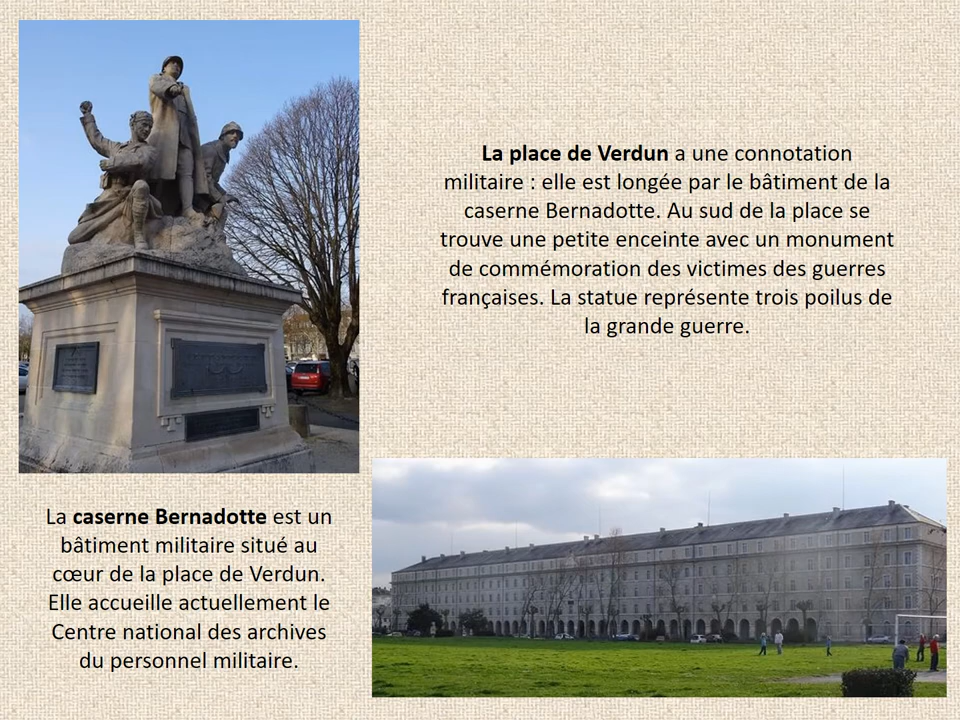 La place de Verdun a une connotation
militaire : elle est longée par le bâtiment de la
caserne Bernadotte. Au sud de la place se
trouve une petite enceinte avec un monument
de commémoration des victimes des guerres
françaises. La statue représente trois poilus de
la grande guerre.
La caserne Bernadotte est un
bâtiment militaire situé au
cœur de la place de Verdun.
Elle accueille actuellement le
Centre national des archives
du personnel militaire.